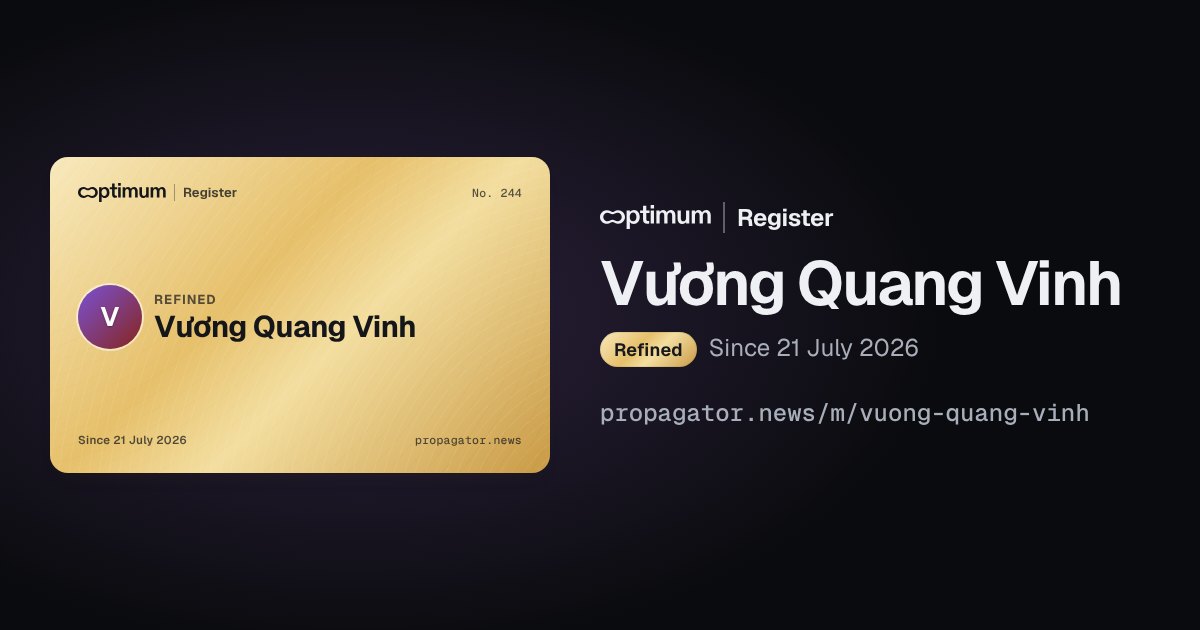 optimum | Register
No. 244
V
REFINED
Vương Quang Vinh
Since 21 July 2026
propagator.news
optimum | Register
Vương Quang Vinh
Refined
Since 21 July 2026
propagator.news/m/vuong-quang-vinh